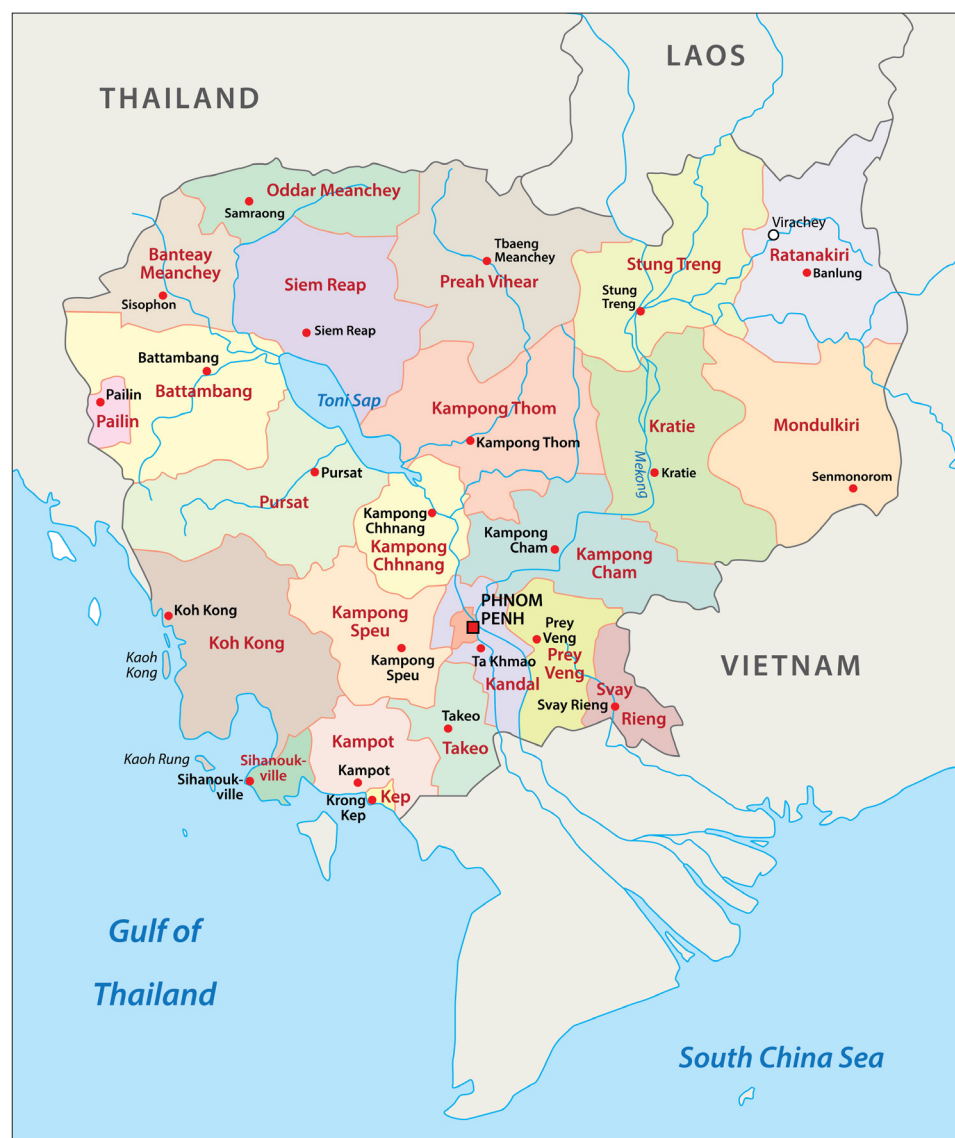 LAOS
THAILAND
Oddar Meanchey
Samraong
Virachey
Banteay
Meanchey
Tbaeng
Meanchey
Stung Treng
Ratanakiri
Banlung
Siem Reap
Preah Vihear
Sisophon
Stung
Treng
Siem Reap
Battambang
Battambang
Pailin
Pailin
Toni Sap
Kampong Thom
Kampong Thom
Kratie
Mondulkiri
Mekong
Kratie
Senmonorom
Pursat
Pursat
Kampong
Chhnang
Kampong
Chhnang
Kampong
Cham
Kampong
Cham
Koh Kong
Koh Kong
Kampong
Speu
Kampong
Speu
PHNOM
PENH
Prey
Veng
Prey
Veng
Kaoh
Kong
Ta Khmao
Kandal
VIETNAM
Svay
Rieng
Svay Rieng
Takeo
Takeo
Kampot
Kampot
Kaoh Rung
Sihanouk-
ville
Sihanouk-
ville
Krong
Kep
Kep
Gulf of
Thailand
South China Sea